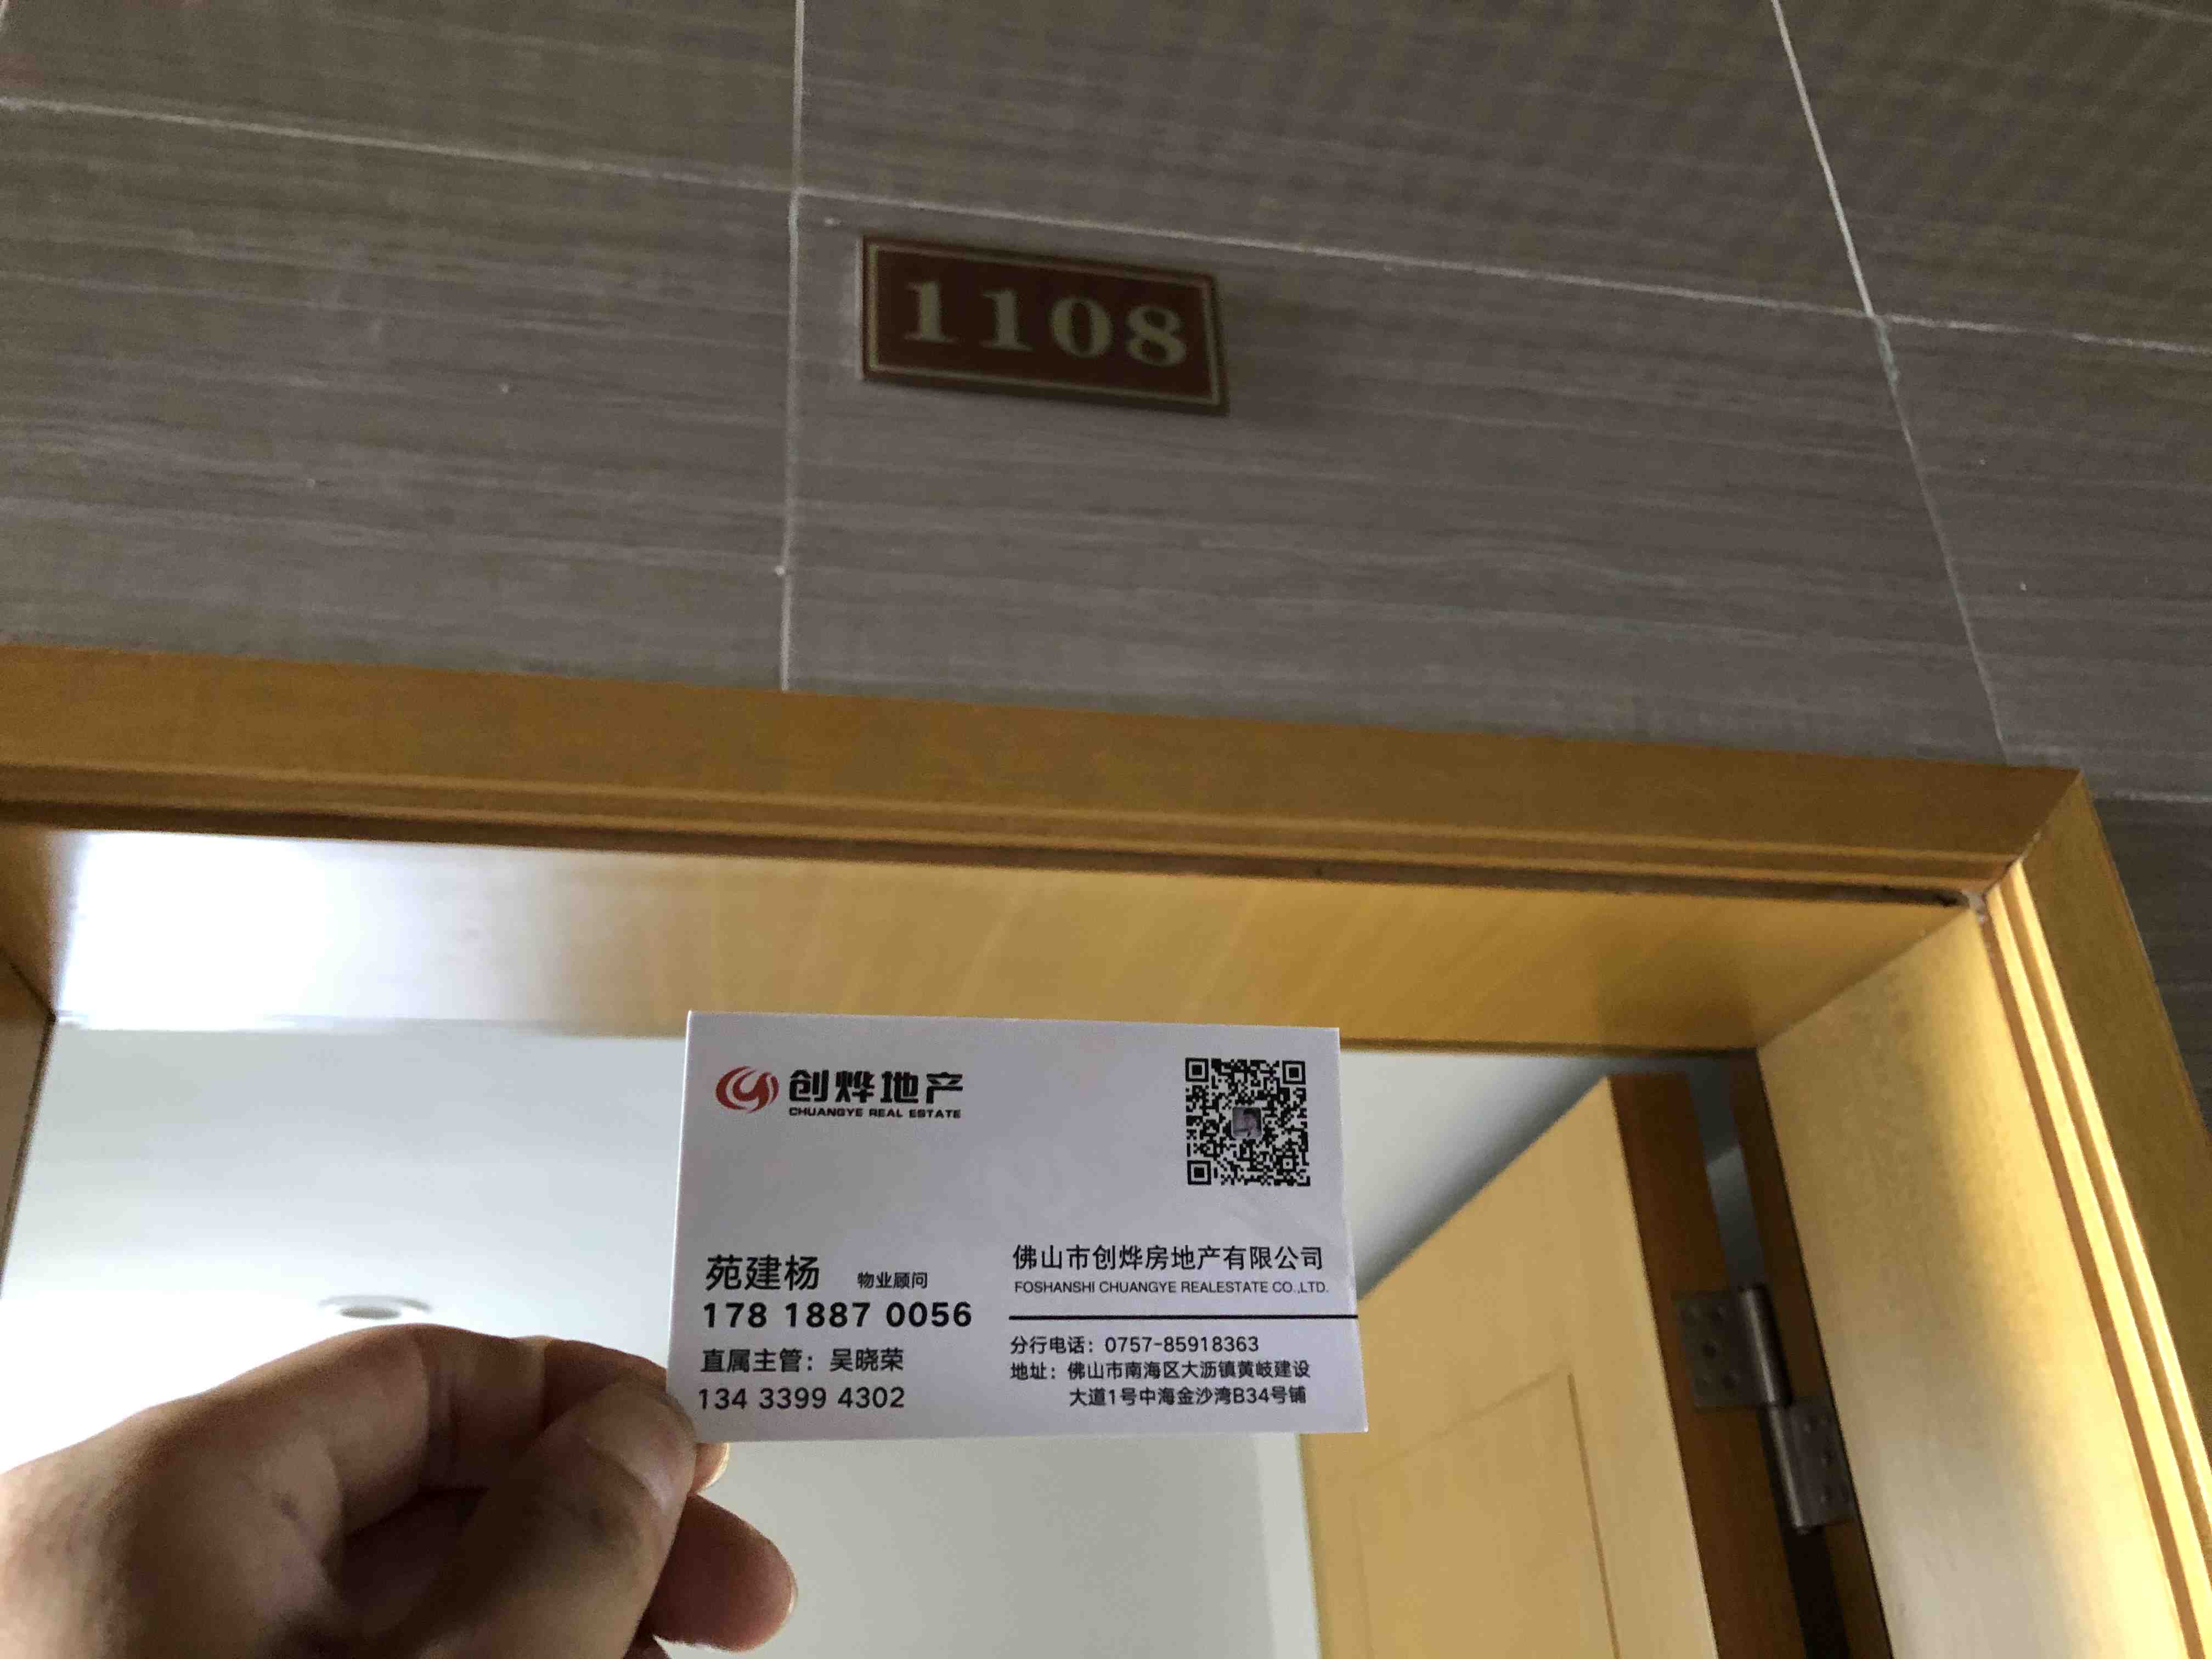 1108
创烨地产
CHUANGYE REAL ESTATE
苑建杨 物业顾问
178 1887 0056
直属主管：吴晓荣
134 3399 4302
佛山市创烨房地产有限公司
FOSHANSHI CHUANGYE REALESTATE CO.,LTD.
分行电话：0757-85918363
地址：佛山市南海区大沥镇黄岐建设
大道1号中海金沙湾B34号铺